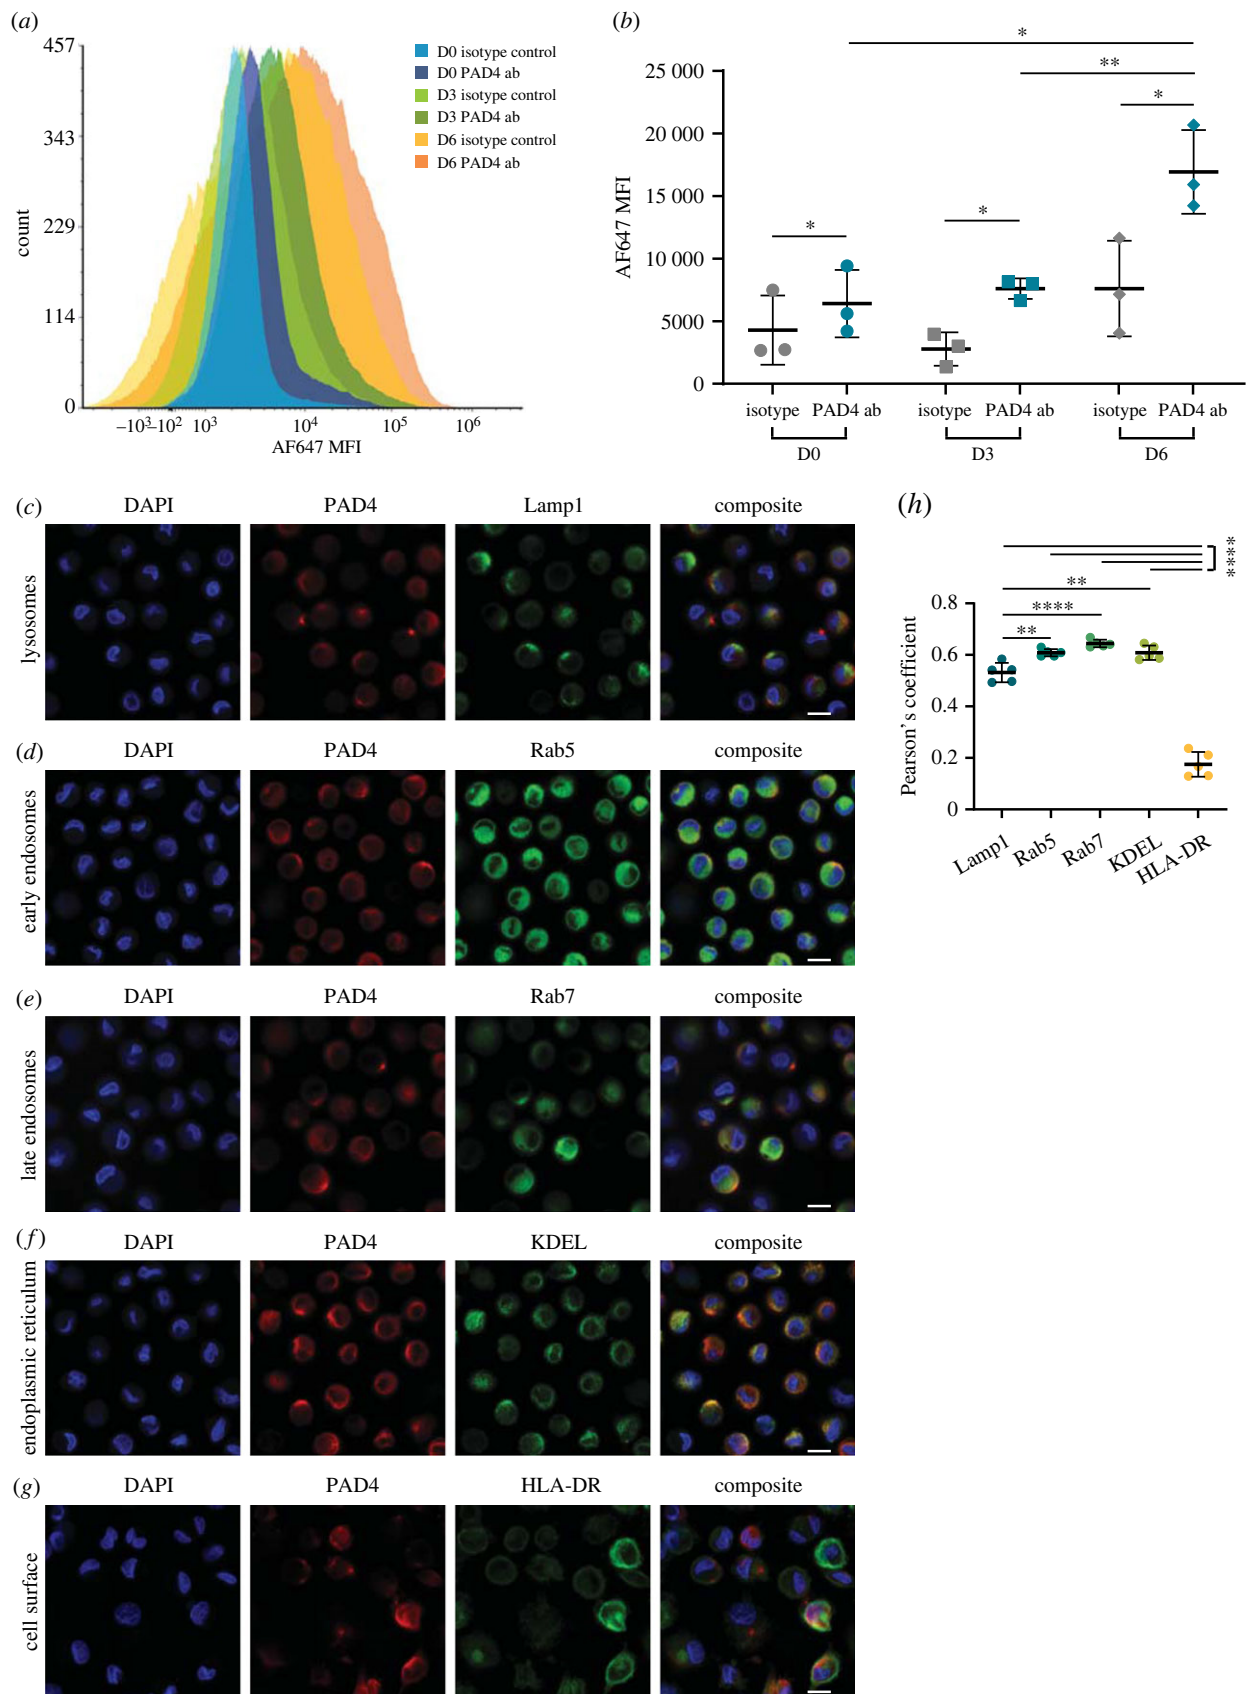 (a)
457
343
229
114
0
count
–10³
–10²
10³
10⁴
10⁵
10⁶
AF647 MFI
D0 isotype control
D0 PAD4 ab
D3 isotype control
D3 PAD4 ab
D6 isotype control
D6 PAD4 ab
(b)
25 000
20 000
15 000
10 000
5000
0
AF647 MFI
*
**
*
*
*
isotype PAD4 ab isotype PAD4 ab isotype PAD4 ab
D0 D3 D6
(c)
DAPI PAD4 Lamp1 composite
lysosomes
(d)
DAPI PAD4 Rab5 composite
early endosomes
(e)
DAPI PAD4 Rab7 composite
late endosomes
(f)
DAPI PAD4 KDEL composite
endoplasmic reticulum
(g)
DAPI PAD4 HLA-DR composite
cell surface
(h)
****
**
****
**
0.8
0.6
0.4
0.2
0
Pearson's coefficient
Lamp1
Rab5
Rab7
KDEL
HLA-DR